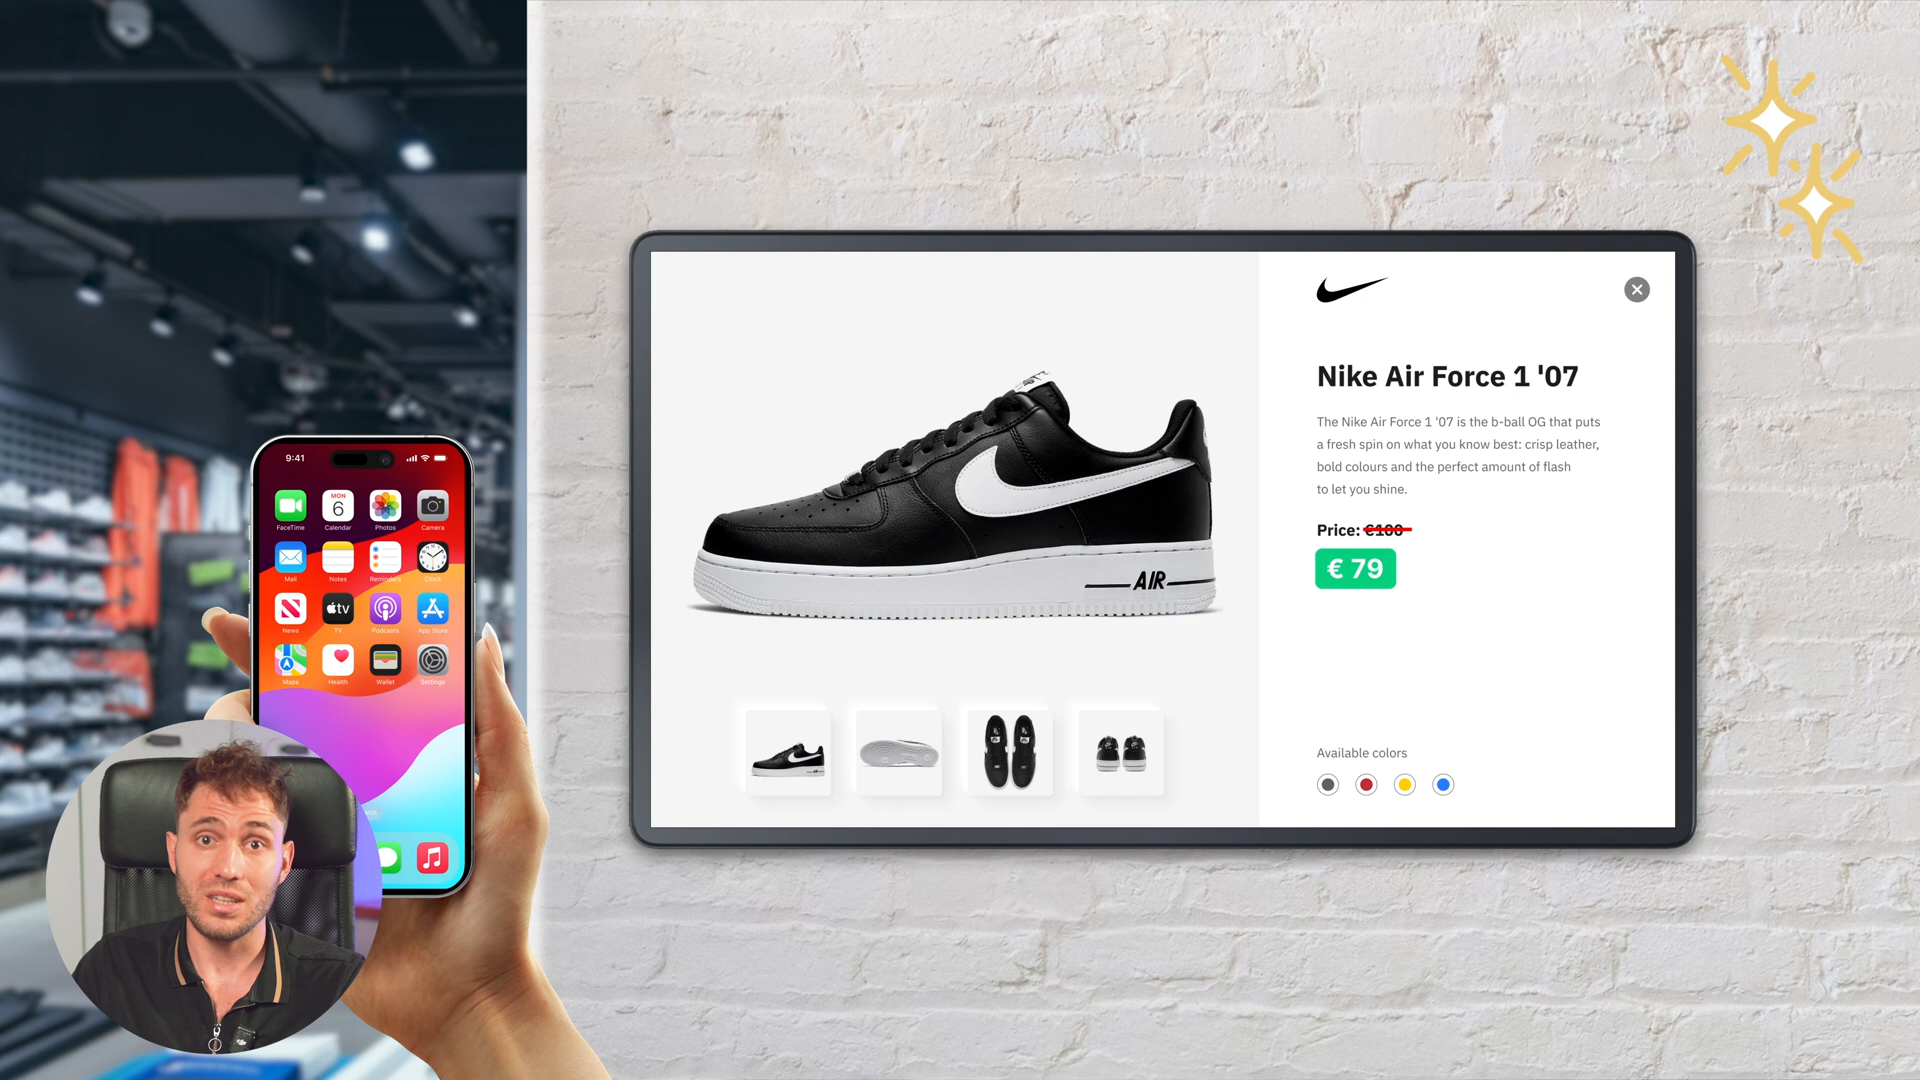 9:41
FaceTime
MON
6
Calendar
Photos
Camera
Mail
Notes
Reminders
Clock
News
tv
TV
Podcasts
App Store
Maps
Health
Wallet
Settings
AIR
Nike Air Force 1 '07
The Nike Air Force 1 '07 is the b-ball OG that puts
a fresh spin on what you know best: crisp leather,
bold colours and the perfect amount of flash
to let you shine.
Price: €100
€ 79
Available colors